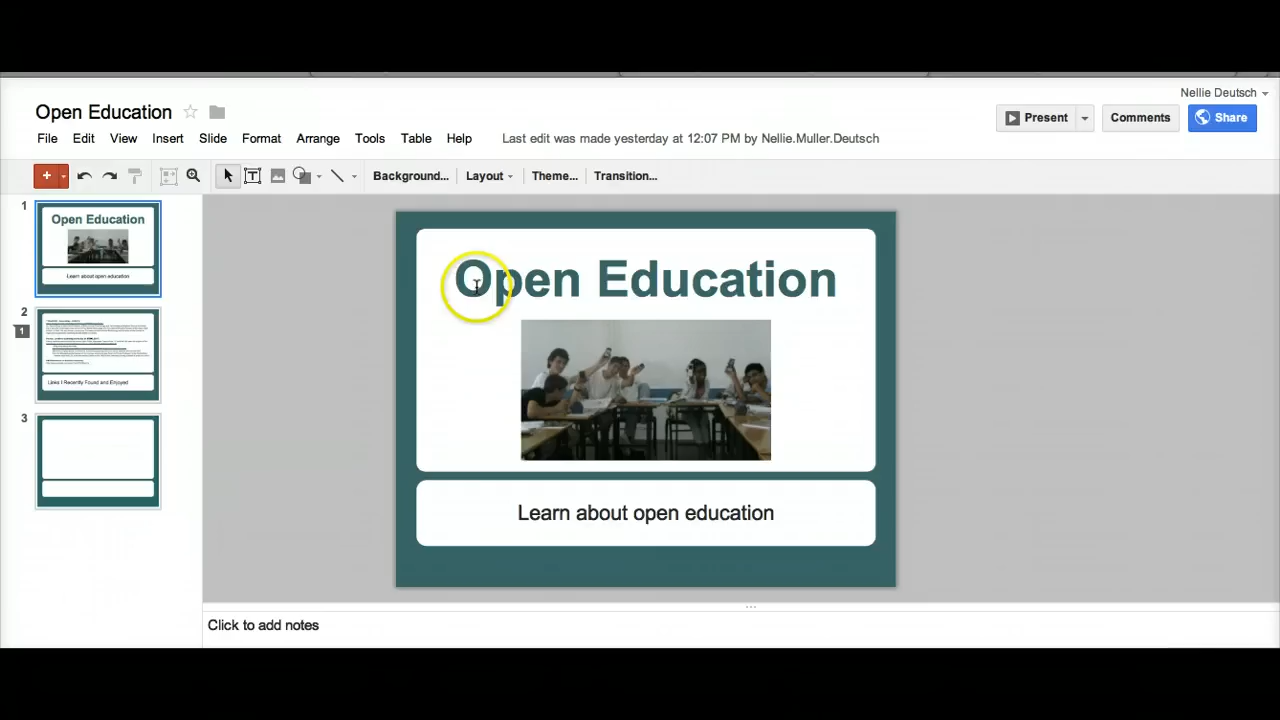 Nellie Deutsch
Open Education
Present
Comments
Share
File Edit View Insert Slide Format Arrange Tools Table Help
Last edit was made yesterday at 12:07 PM by Nellie.Muller.Deutsch
Background... Layout Theme... Transition...
1
Open Education
Learn about open education
2
1
Links I Recently Found and Enjoyed
3
Open Education
Learn about open education
Click to add notes